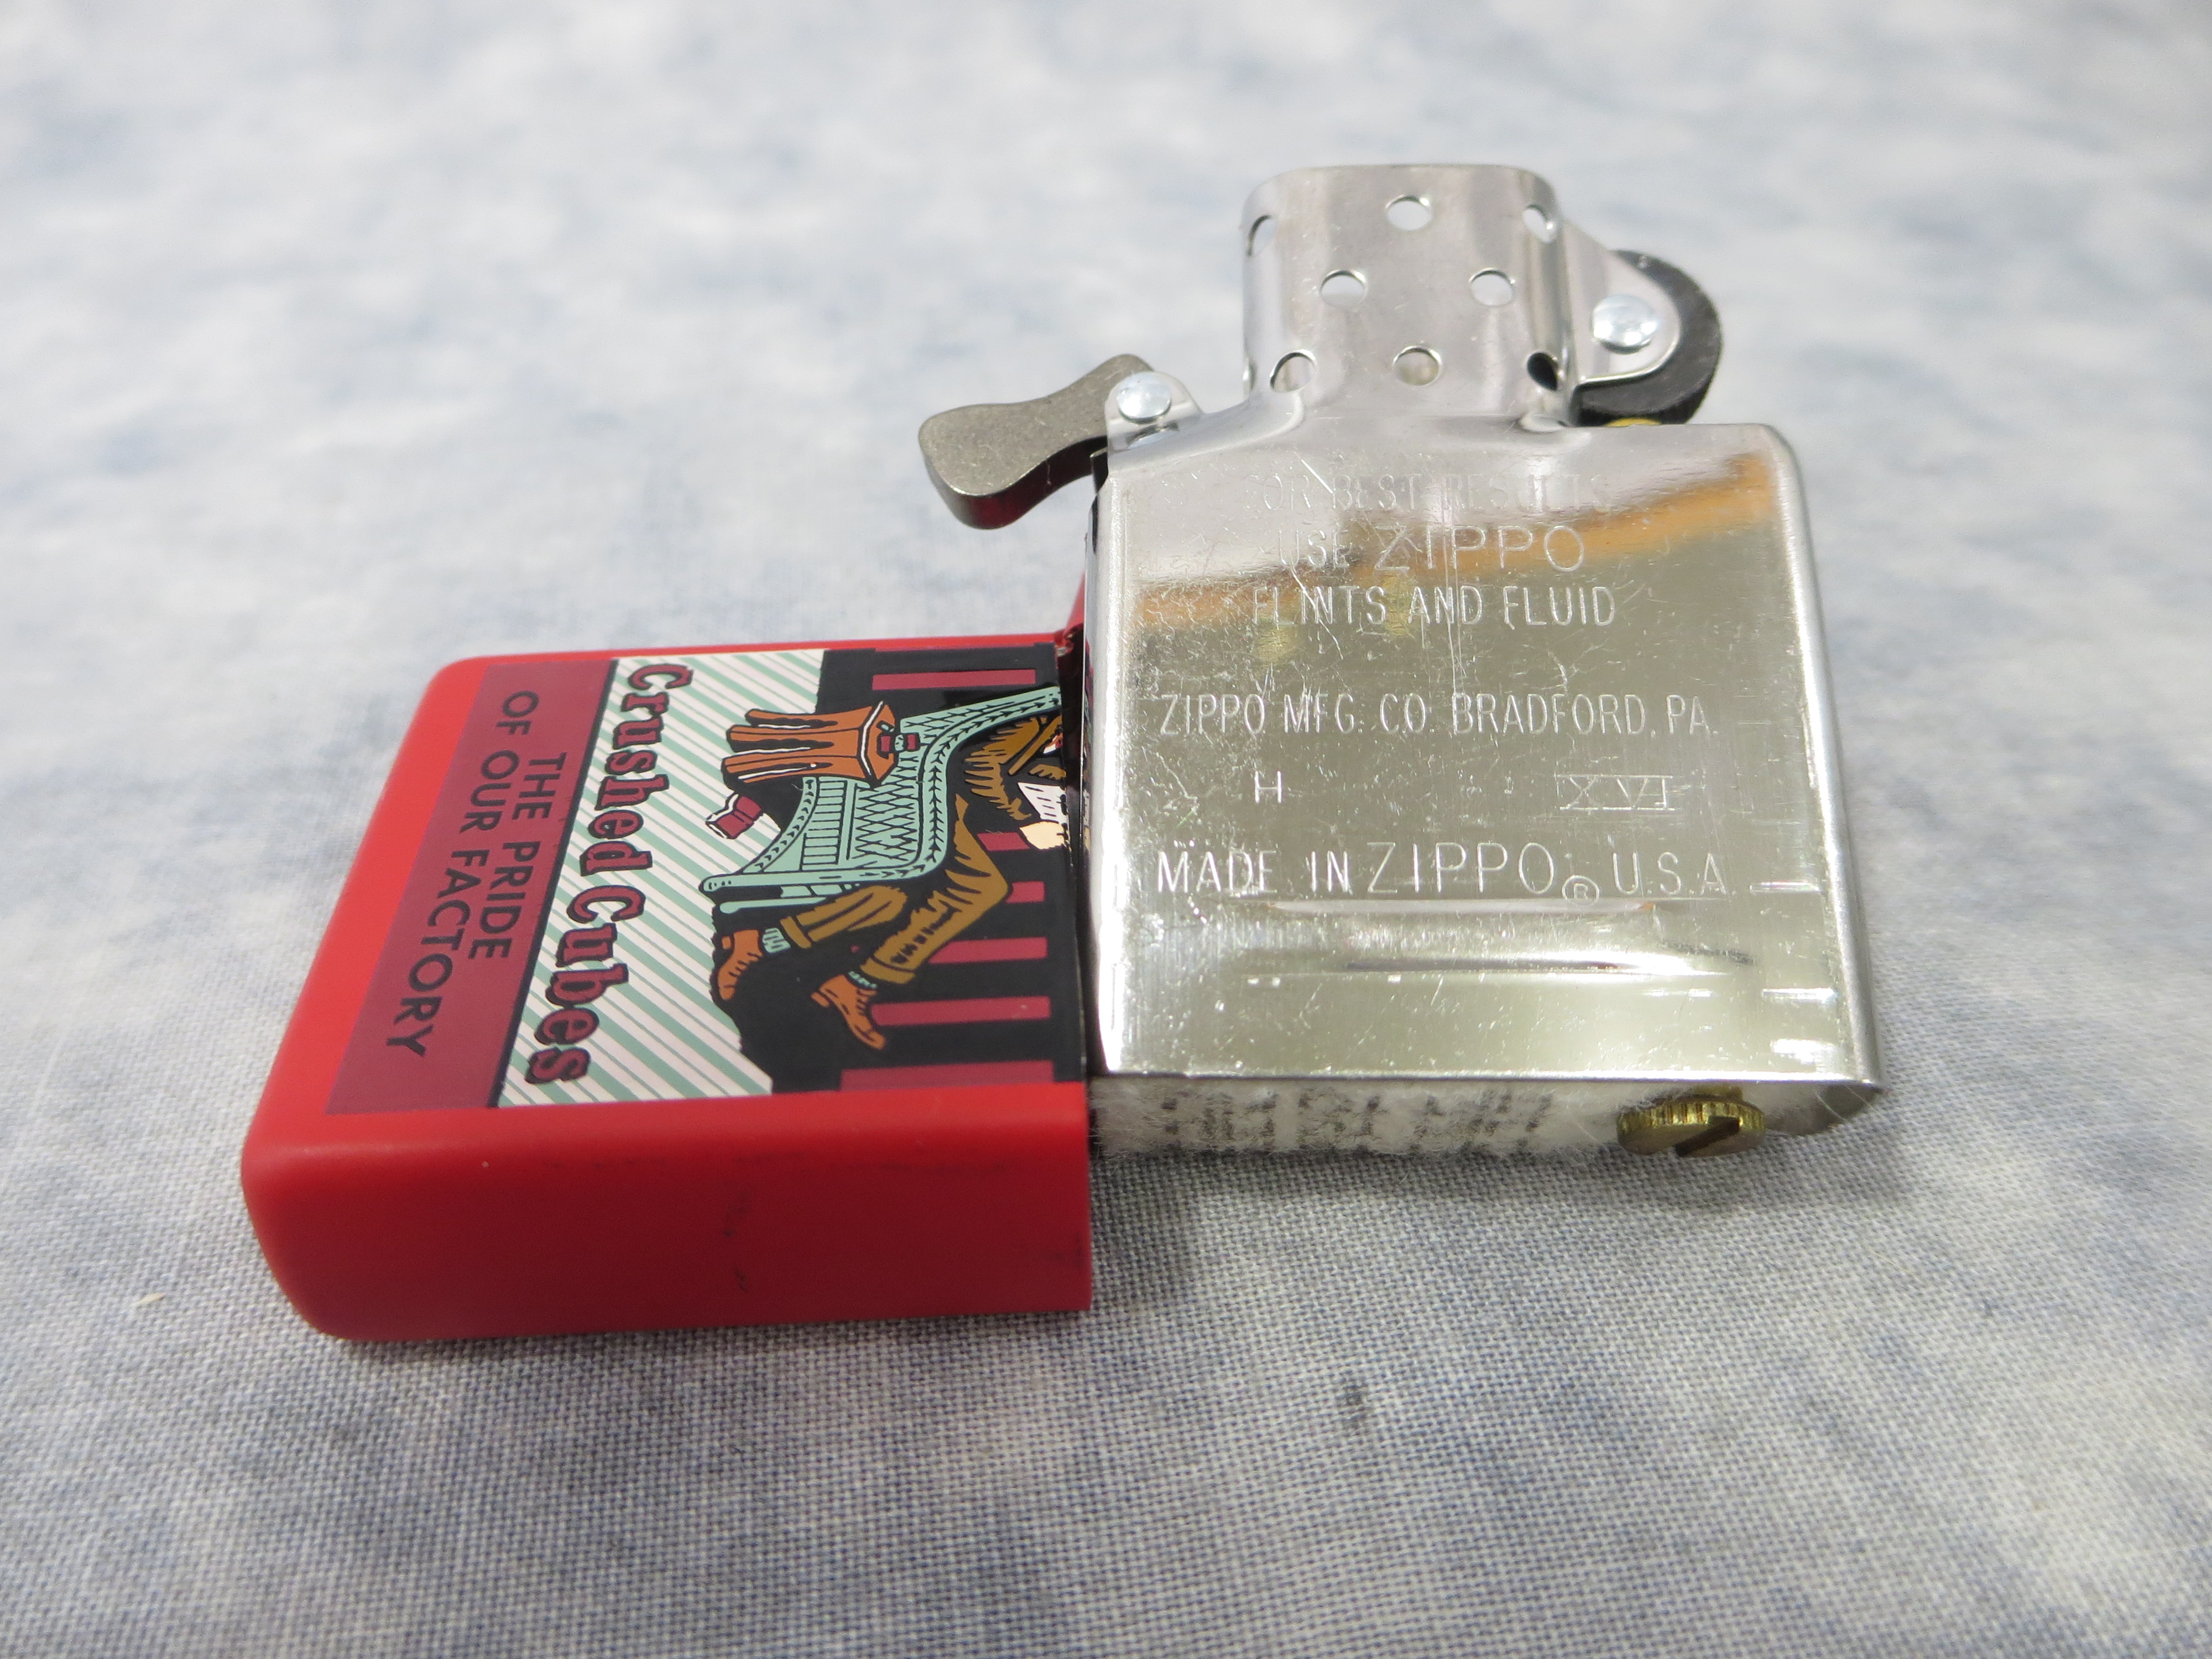 OR BEST RESULTS
USE ZIPPO
FLINTS AND FLUID
ZIPPO MFG. CO. BRADFORD, PA.
H XVI
MADE IN ZIPPO® U.S.A.
Crushed Cubes
THE PRIDE
OF OUR FACTORY